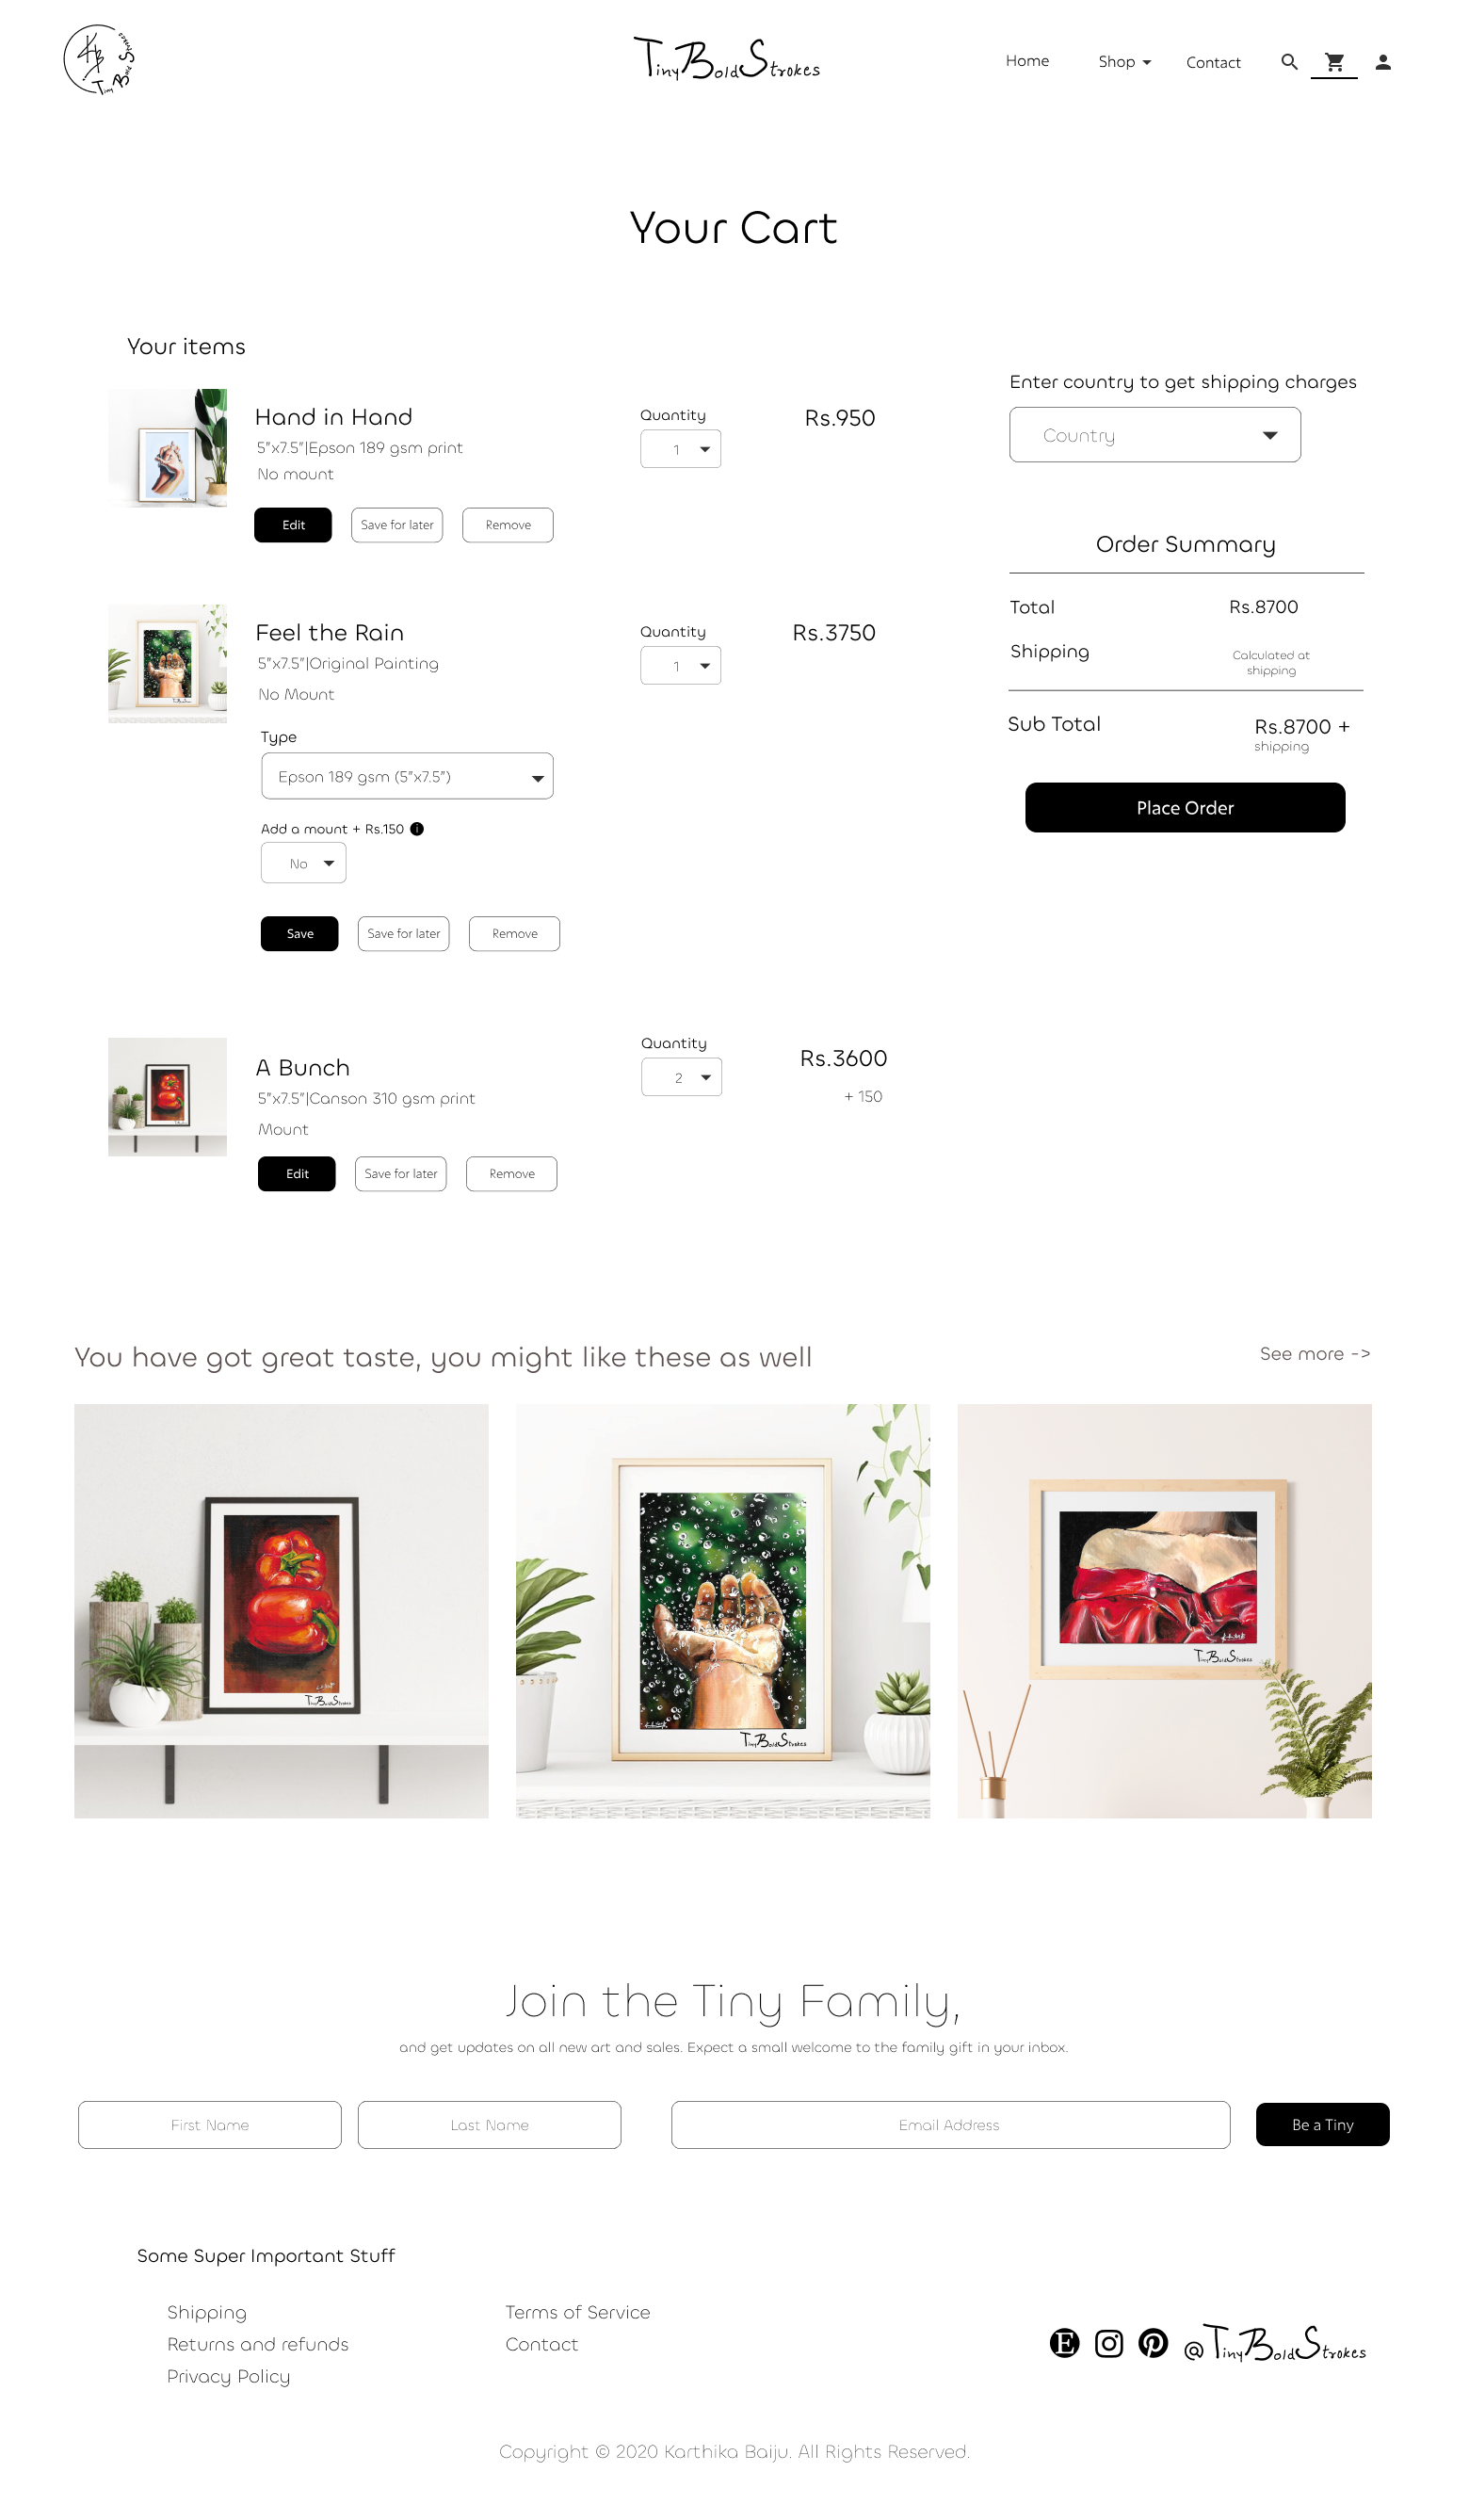 TinyBoldStrokes
TinyBoldStrokes
Home
Shop
Contact
Your Cart
Your items
Hand in Hand
5"x7.5"|Epson 189 gsm print
No mount
Edit
Save for later
Remove
Quantity
1
Rs.950
Feel the Rain
5"x7.5"|Original Painting
No Mount
Type
Epson 189 gsm (5"x7.5")
Add a mount + Rs.150
No
Save
Save for later
Remove
Quantity
1
Rs.3750
A Bunch
5"x7.5"|Canson 310 gsm print
Mount
Edit
Save for later
Remove
Quantity
2
Rs.3600
+ 150
Enter country to get shipping charges
Country
Order Summary
Total
Rs.8700
Shipping
Calculated at
shipping
Sub Total
Rs.8700 +
shipping
Place Order
You have got great taste, you might like these as well
See more ->
TinyBoldStrokes
TinyBoldStrokes
TinyBoldStrokes
Join the Tiny Family,
and get updates on all new art and sales. Expect a small welcome to the family gift in your inbox.
First Name
Last Name
Email Address
Be a Tiny
Some Super Important Stuff
Shipping
Returns and refunds
Privacy Policy
Terms of Service
Contact
@TinyBoldStrokes
Copyright © 2020 Karthika Baiju. All Rights Reserved.